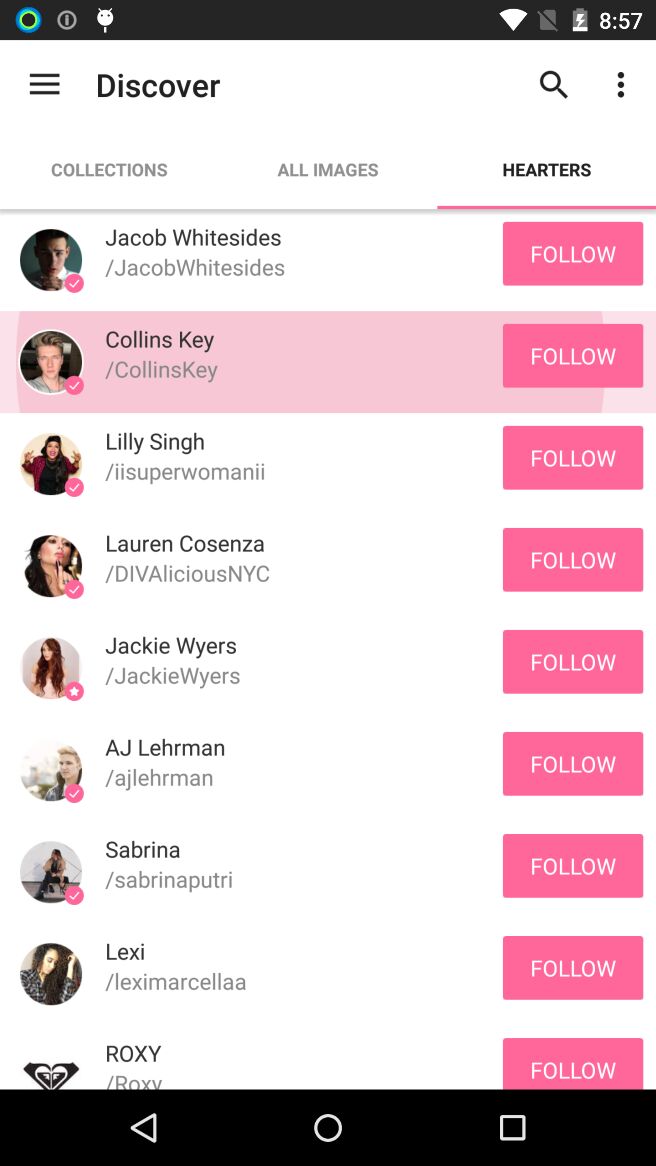 8:57
Discover
COLLECTIONS
ALL IMAGES
HEARTERS
Jacob Whitesides
/JacobWhitesides
FOLLOW
Collins Key
/CollinsKey
FOLLOW
Lilly Singh
/iisuperwomanii
FOLLOW
Lauren Cosenza
/DIVAliciousNYC
FOLLOW
Jackie Wyers
/JackieWyers
FOLLOW
AJ Lehrman
/ajlehrman
FOLLOW
Sabrina
/sabrinaputri
FOLLOW
Lexi
/leximarcellaa
FOLLOW
ROXY
/Roxy
FOLLOW